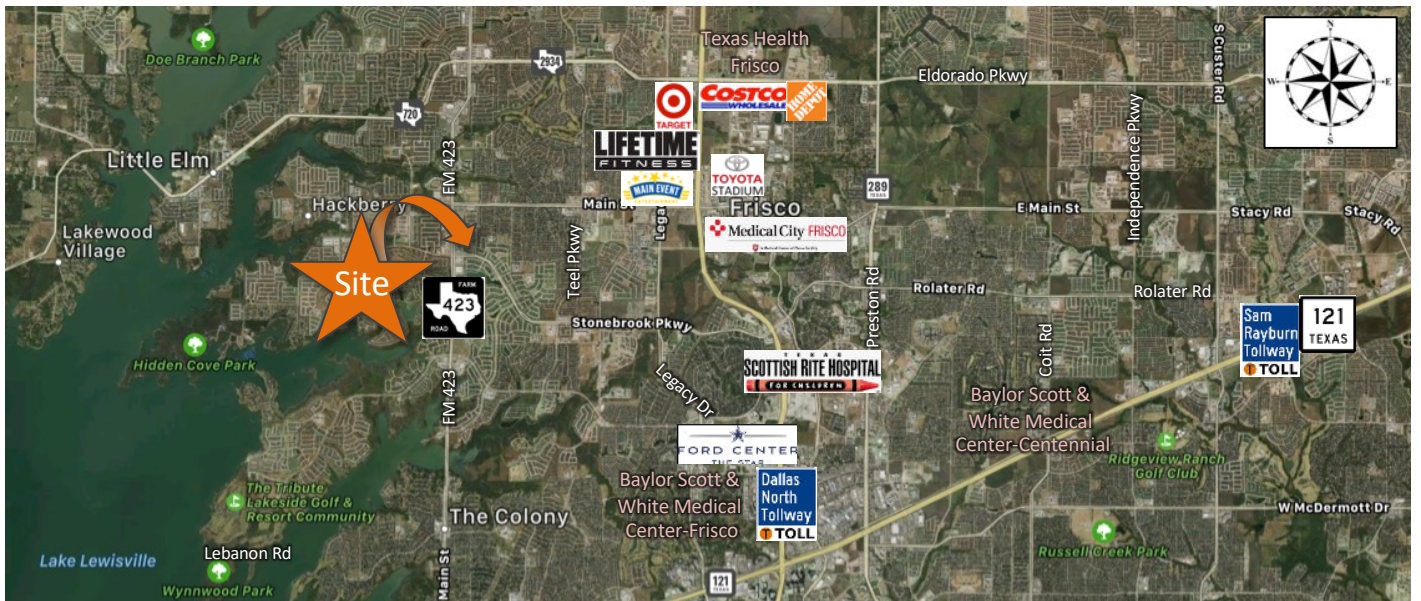 Doe Branch Park
2934
Texas Health
Frisco
Eldorado Pkwy
S Custer Rd
N
W
E
S
TARGET
COSTCO
WHOLESALE
HOME
DEPOT
720
Little Elm
FM 423
LIFETIME
FITNESS
MAIN EVENT
ENTERTAINMENT
TOYOTA
STADIUM
289
TEXAS
Independence Pkwy
Hackberry
Main St
Lega
Frisco
E Main St
Stacy Rd
Stacy Rd
Lakewood
Village
Medical City FRISCO
Site
FARM
423
ROAD
Teel Pkwy
Preston Rd
Rolater Rd
Rolater Rd
Stonebrook Pkwy
Sam
Rayburn
Tollway
TOLL
121
TEXAS
Hidden Cove Park
TEXAS
SCOTTISH RITE HOSPITAL
FOR CHILDREN
Coit Rd
FM 423
Legacy Dr
Baylor Scott &
White Medical
Center-Centennial
FORD CENTER
THE STAR
Ridgeview Ranch
Golf Club
Baylor Scott &
White Medical
Center-Frisco
Dallas
North
Tollway
TOLL
The Tribute
Lakeside Golf &
Resort Community
The Colony
W McDermott Dr
Lebanon Rd
Lake Lewisville
Main St
Russell Creek Park
Wynnwood Park
121
TEXAS